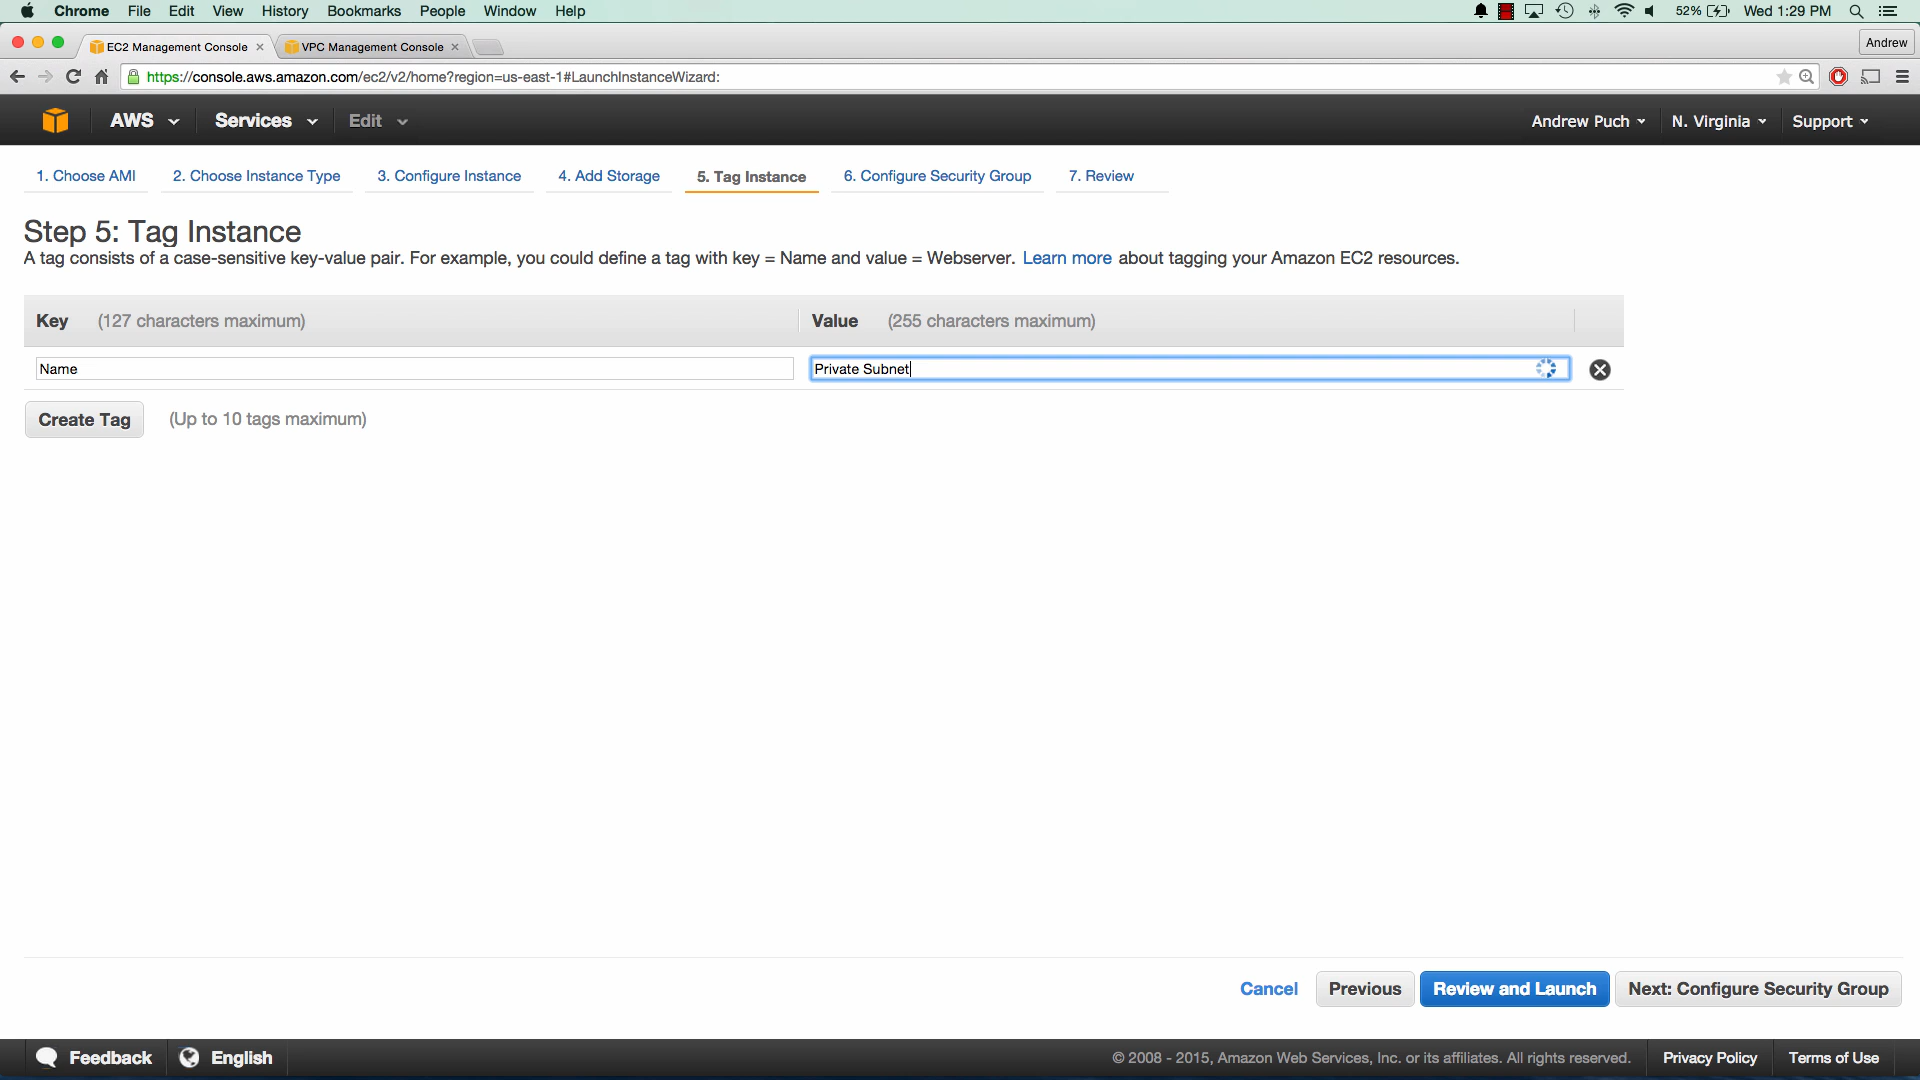 Chrome File Edit View History Bookmarks People Window Help 52% Wed 1:29 PM
EC2 Management Console VPC Management Console Andrew
https://console.aws.amazon.com/ec2/v2/home?region=us-east-1#LaunchInstanceWizard:
AWS Services Edit Andrew Puch N. Virginia Support
1. Choose AMI 2. Choose Instance Type 3. Configure Instance 4. Add Storage 5. Tag Instance 6. Configure Security Group 7. Review
Step 5: Tag Instance
A tag consists of a case-sensitive key-value pair. For example, you could define a tag with key = Name and value = Webserver. Learn more about tagging your Amazon EC2 resources.
Key (127 characters maximum) Value (255 characters maximum)
Name Private Subnet
Create Tag (Up to 10 tags maximum)
Cancel Previous Review and Launch Next: Configure Security Group
Feedback English © 2008 - 2015, Amazon Web Services, Inc. or its affiliates. All rights reserved. Privacy Policy Terms of Use